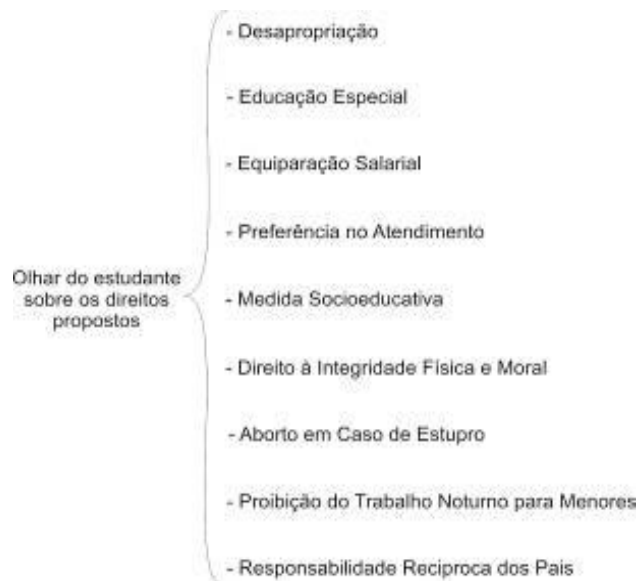 Olhar do estudante
sobre os direitos
propostos
- Desapropriação
- Educação Especial
- Equiparação Salarial
- Preferência no Atendimento
- Medida Socioeducativa
- Direito à Integridade Física e Moral
- Aborto em Caso de Estupro
- Proibição do Trabalho Noturno para Menores
- Responsabilidade Reciproca dos Pais